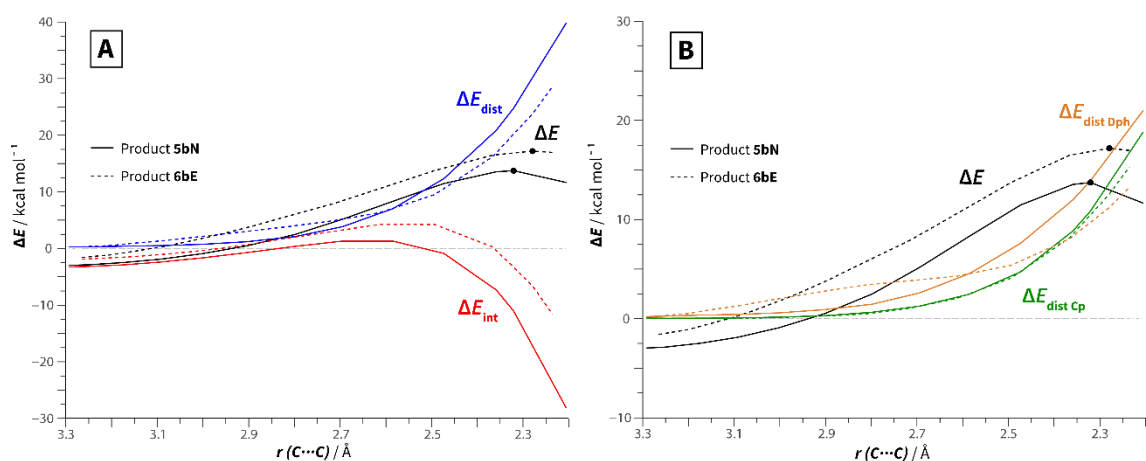 A
ΔE / kcal mol⁻¹
40
30
20
10
0
−10
−20
−30
ΔEdist
ΔE
Product 5bN
Product 6bE
ΔEint
3.3
3.1
2.9
2.7
2.5
2.3
r (C···C) / Å
B
ΔE / kcal mol⁻¹
30
20
10
0
−10
ΔEdist Dph
Product 5bN
Product 6bE
ΔE
ΔEdist Cp
3.3
3.1
2.9
2.7
2.5
2.3
r (C···C) / Å